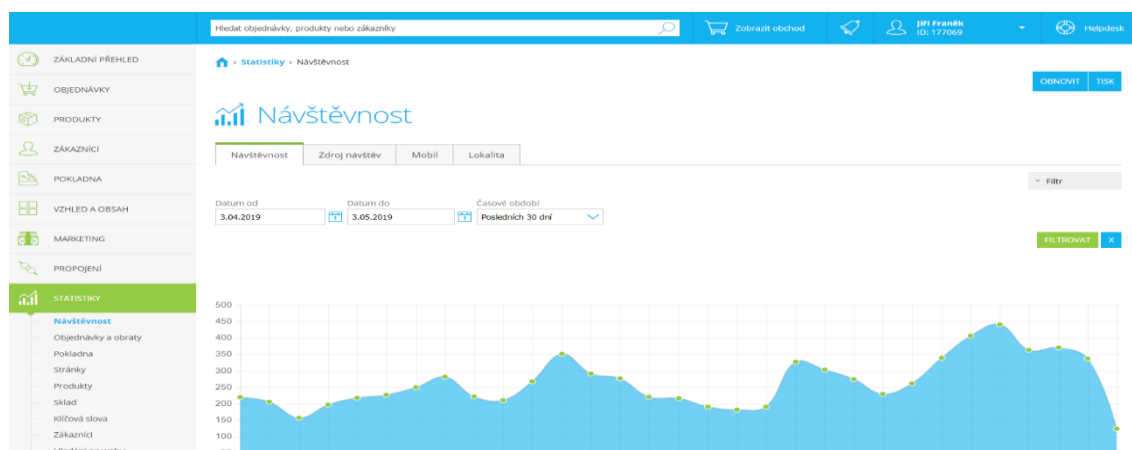 Hledat objednávky, produkty nebo zákazníky
Zobrazit obchod
Jiří Franěk
ID: 177069
Helpdesk
ZÁKLADNÍ PŘEHLED
OBJEDNÁVKY
PRODUKTY
ZÁKAZNÍCI
POKLADNA
VZHLED A OBSAH
MARKETING
PROPOJENÍ
STATISTIKY
Návštěvnost
Objednávky a obraty
Pokladna
Stránky
Produkty
Sklad
Klíčová slova
Zákazníci
› Statistiky › Návštěvnost
OBNOVIT TISK
Návštěvnost
Návštěvnost Zdroj návštěv Mobil Lokalita
Filtr
Datum od Datum do Časové období
3.04.2019 3.05.2019 Posledních 30 dní
FILTROVAT X
500
450
400
350
300
250
200
150
100